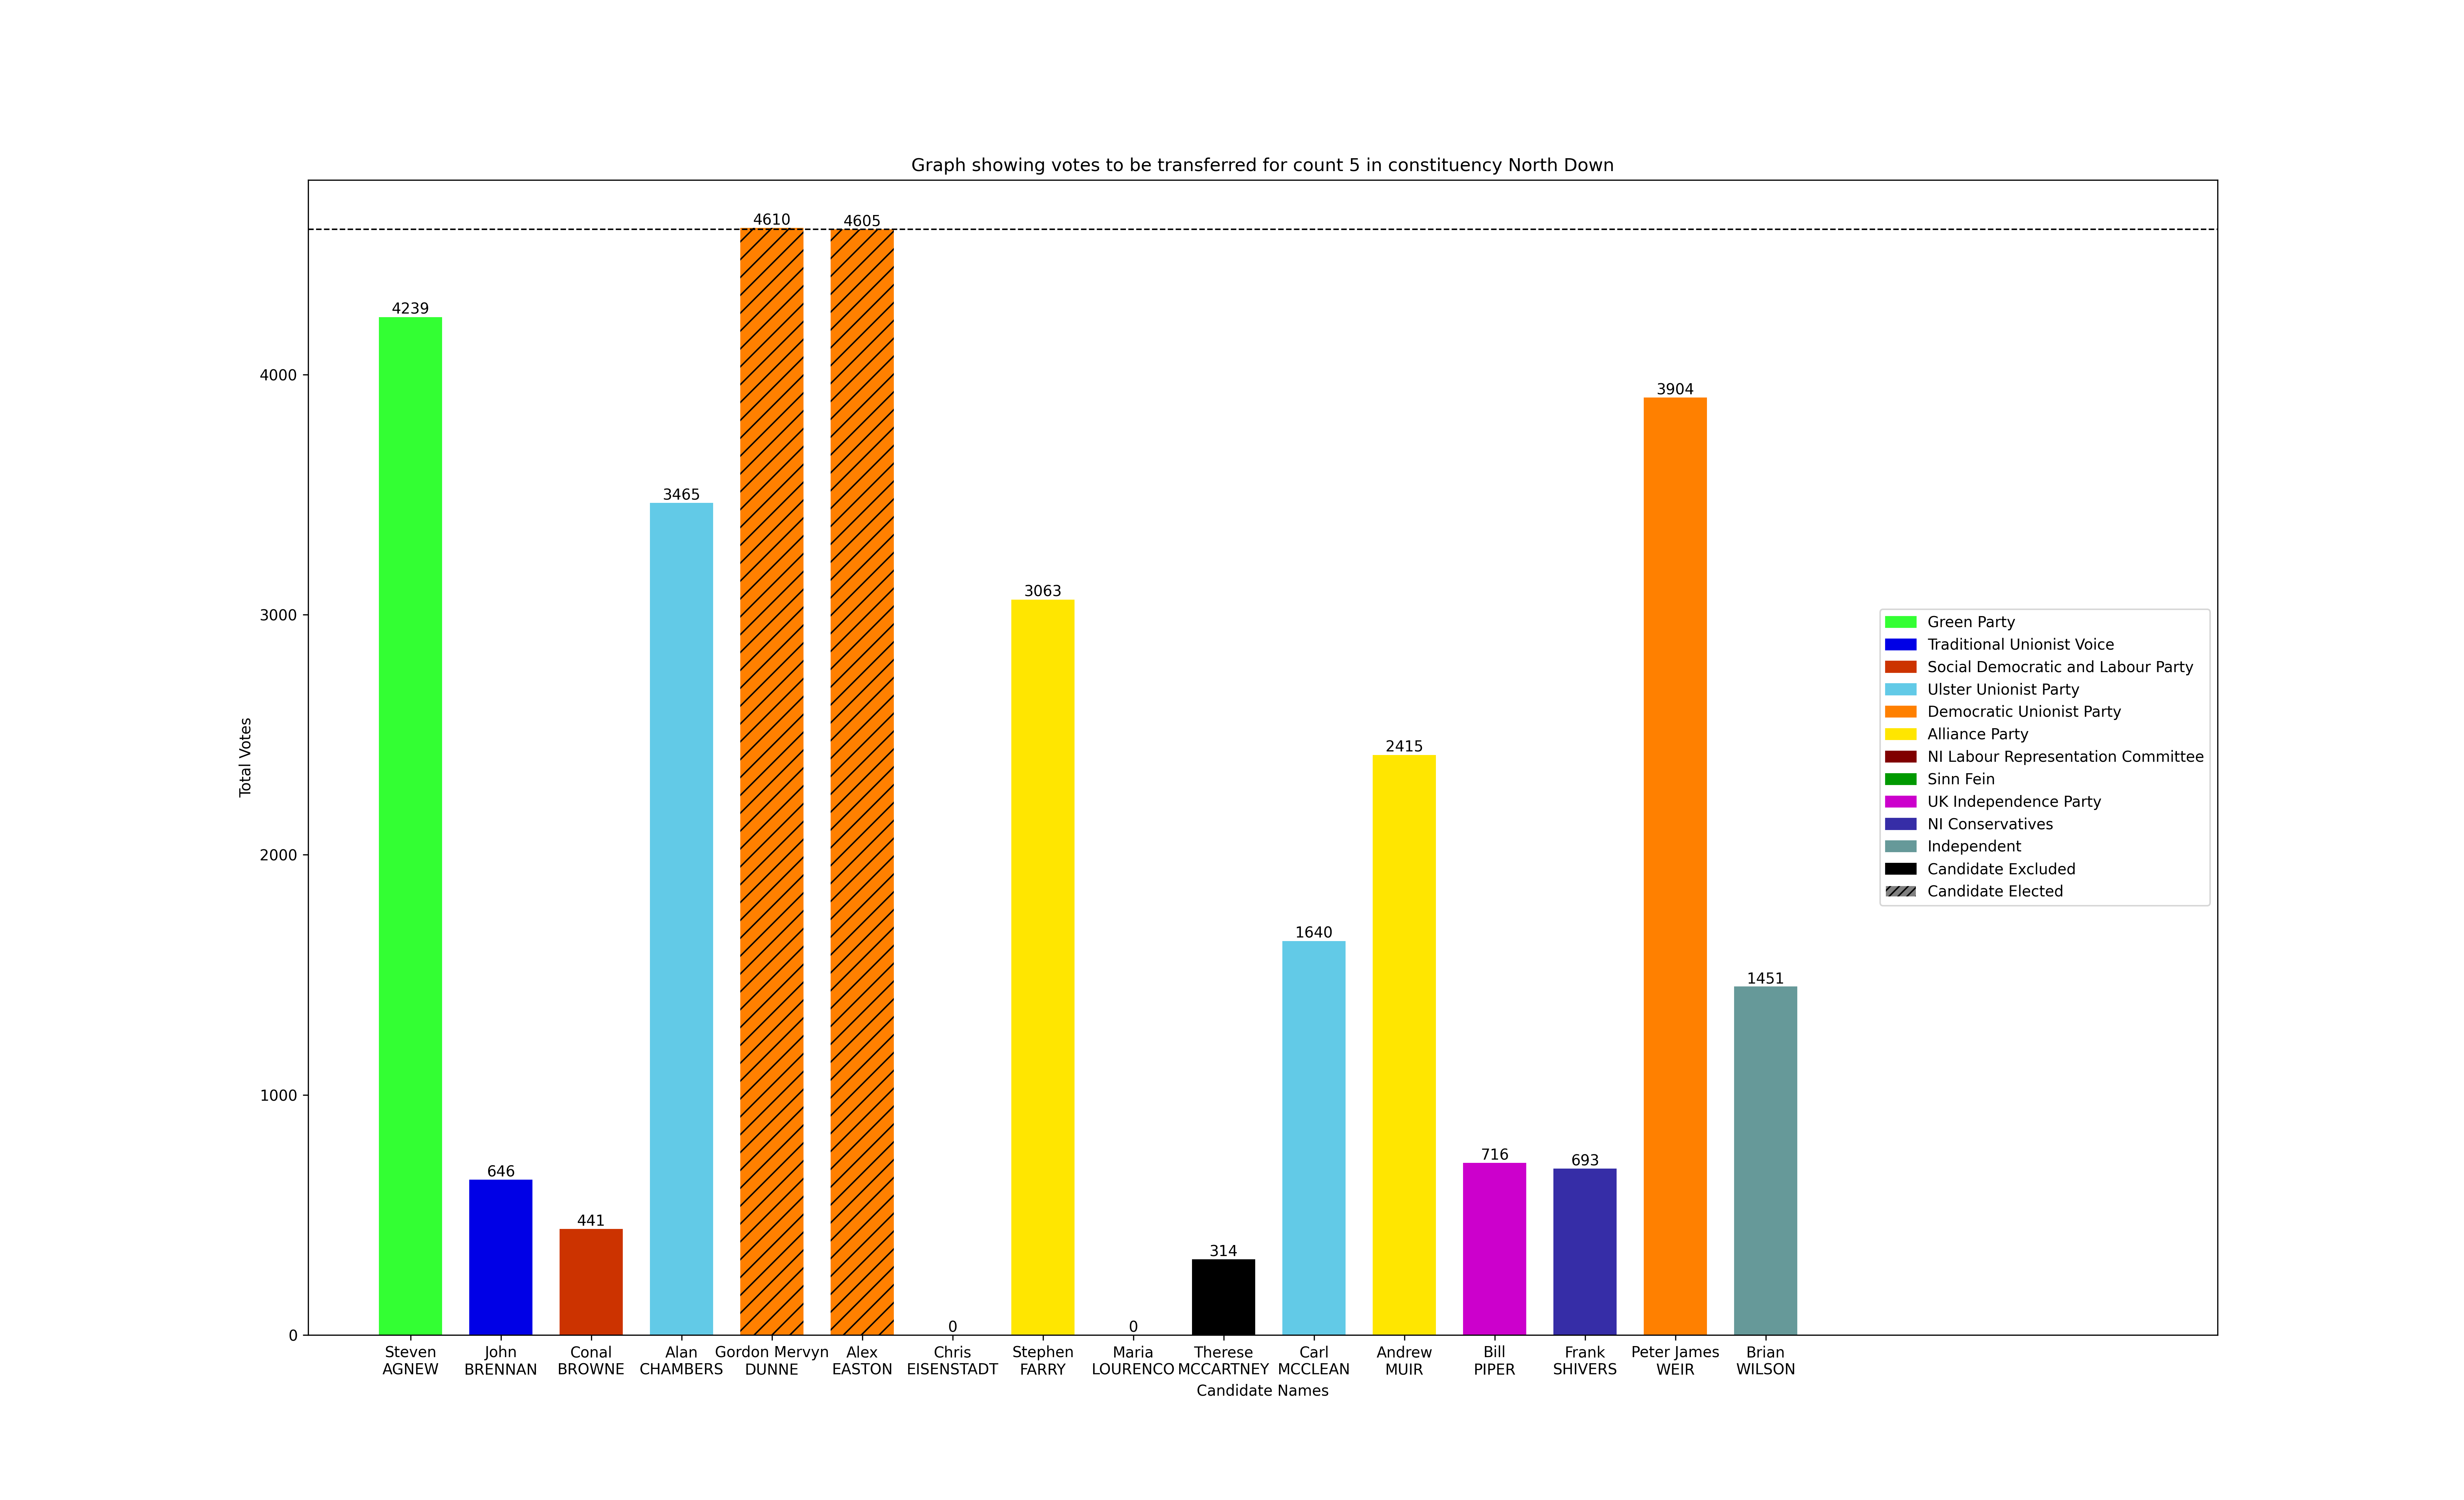 Graph showing votes to be transferred for count 5 in constituency North Down
Total Votes
4000
3000
2000
1000
0
4239
646
441
3465
4610
4605
0
3063
0
314
1640
2415
716
693
3904
1451
Green Party
Traditional Unionist Voice
Social Democratic and Labour Party
Ulster Unionist Party
Democratic Unionist Party
Alliance Party
NI Labour Representation Committee
Sinn Fein
UK Independence Party
NI Conservatives
Independent
Candidate Excluded
Candidate Elected
Steven
AGNEW
John
BRENNAN
Conal
BROWNE
Alan
CHAMBERS
Gordon Mervyn
DUNNE
Alex
EASTON
Chris
EISENSTADT
Stephen
FARRY
Maria
LOURENCO
Therese
MCCARTNEY
Carl
MCCLEAN
Andrew
MUIR
Bill
PIPER
Frank
SHIVERS
Peter James
WEIR
Brian
WILSON
Candidate Names